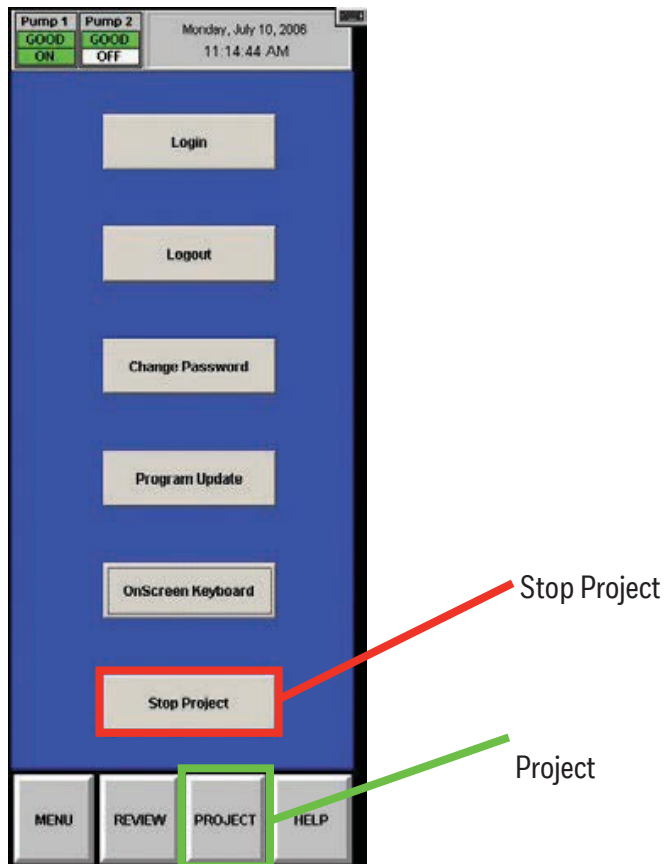 Pump 1 Pump 2
GOOD GOOD
ON OFF
Monday, July 10, 2006
11:14:44 AM
Login
Logout
Change Password
Program Update
OnScreen Keyboard
Stop Project
Stop Project
Project
MENU REVIEW PROJECT HELP